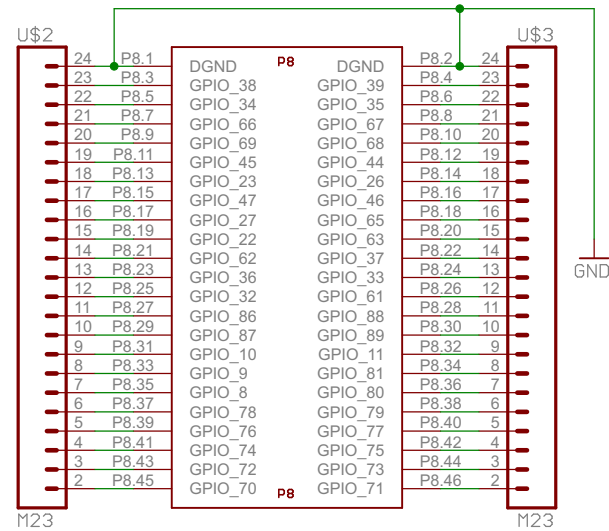 U$2 U$3
24 P8.1 DGND P8 DGND P8.2 24
23 P8.3 GPIO_38 GPIO_39 P8.4 23
22 P8.5 GPIO_34 GPIO_35 P8.6 22
21 P8.7 GPIO_66 GPIO_67 P8.8 21
20 P8.9 GPIO_69 GPIO_68 P8.10 20
19 P8.11 GPIO_45 GPIO_44 P8.12 19
18 P8.13 GPIO_23 GPIO_26 P8.14 18
17 P8.15 GPIO_47 GPIO_46 P8.16 17
16 P8.17 GPIO_27 GPIO_65 P8.18 16
15 P8.19 GPIO_22 GPIO_63 P8.20 15
14 P8.21 GPIO_62 GPIO_37 P8.22 14
13 P8.23 GPIO_36 GPIO_33 P8.24 13
GND
12 P8.25 GPIO_32 GPIO_61 P8.26 12
11 P8.27 GPIO_86 GPIO_88 P8.28 11
10 P8.29 GPIO_87 GPIO_89 P8.30 10
9 P8.31 GPIO_10 GPIO_11 P8.32 9
8 P8.33 GPIO_9 GPIO_81 P8.34 8
7 P8.35 GPIO_8 GPIO_80 P8.36 7
6 P8.37 GPIO_78 GPIO_79 P8.38 6
5 P8.39 GPIO_76 GPIO_77 P8.40 5
4 P8.41 GPIO_74 GPIO_75 P8.42 4
3 P8.43 GPIO_72 GPIO_73 P8.44 3
2 P8.45 GPIO_70 P8 GPIO_71 P8.46 2
M23 M23